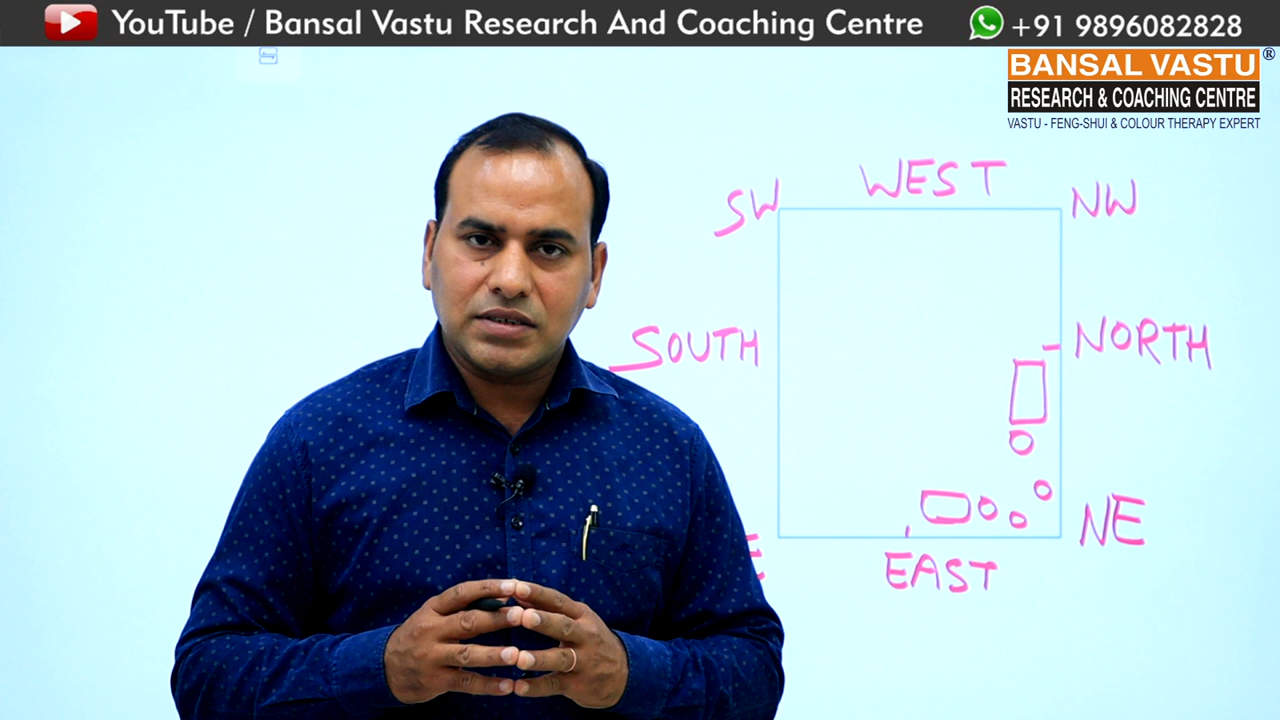 YouTube / Bansal Vastu Research And Coaching Centre
+91 9896082828
BANSAL VASTU ®
RESEARCH & COACHING CENTRE
VASTU - FENG-SHUI & COLOUR THERAPY EXPERT
WEST
SW
NW
SOUTH
NORTH
NE
E
EAST